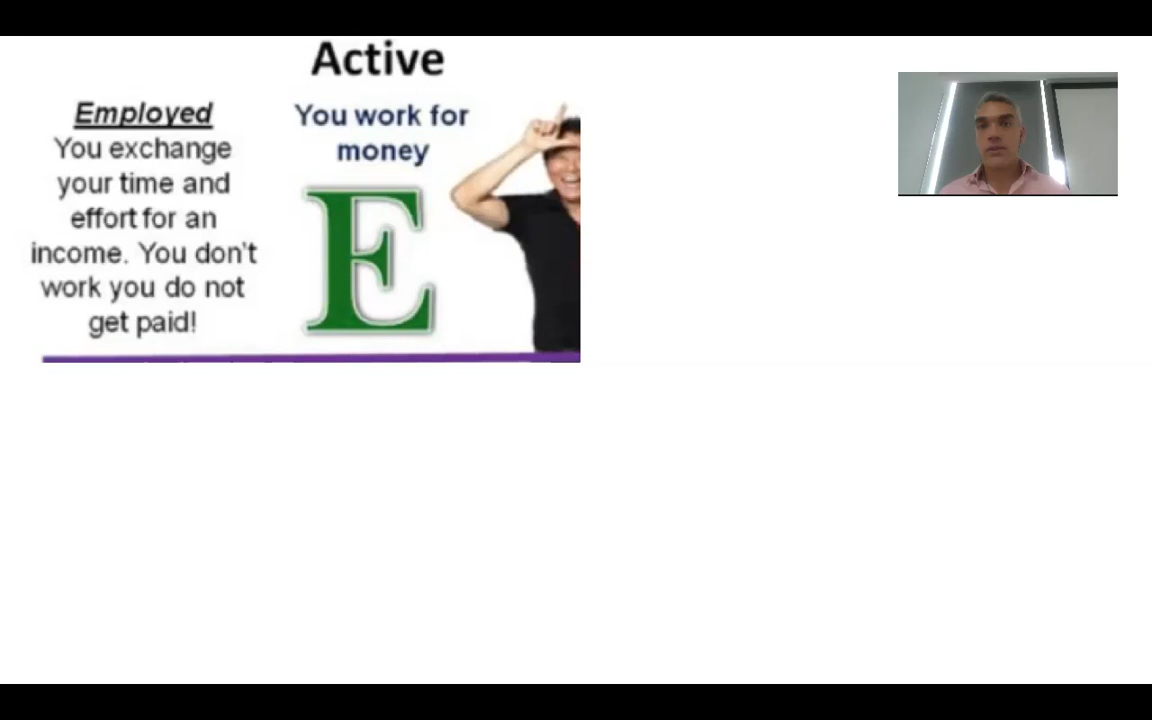 Active
Employed
You exchange
your time and
effort for an
income. You don't
work you do not
get paid!
You work for
money
E